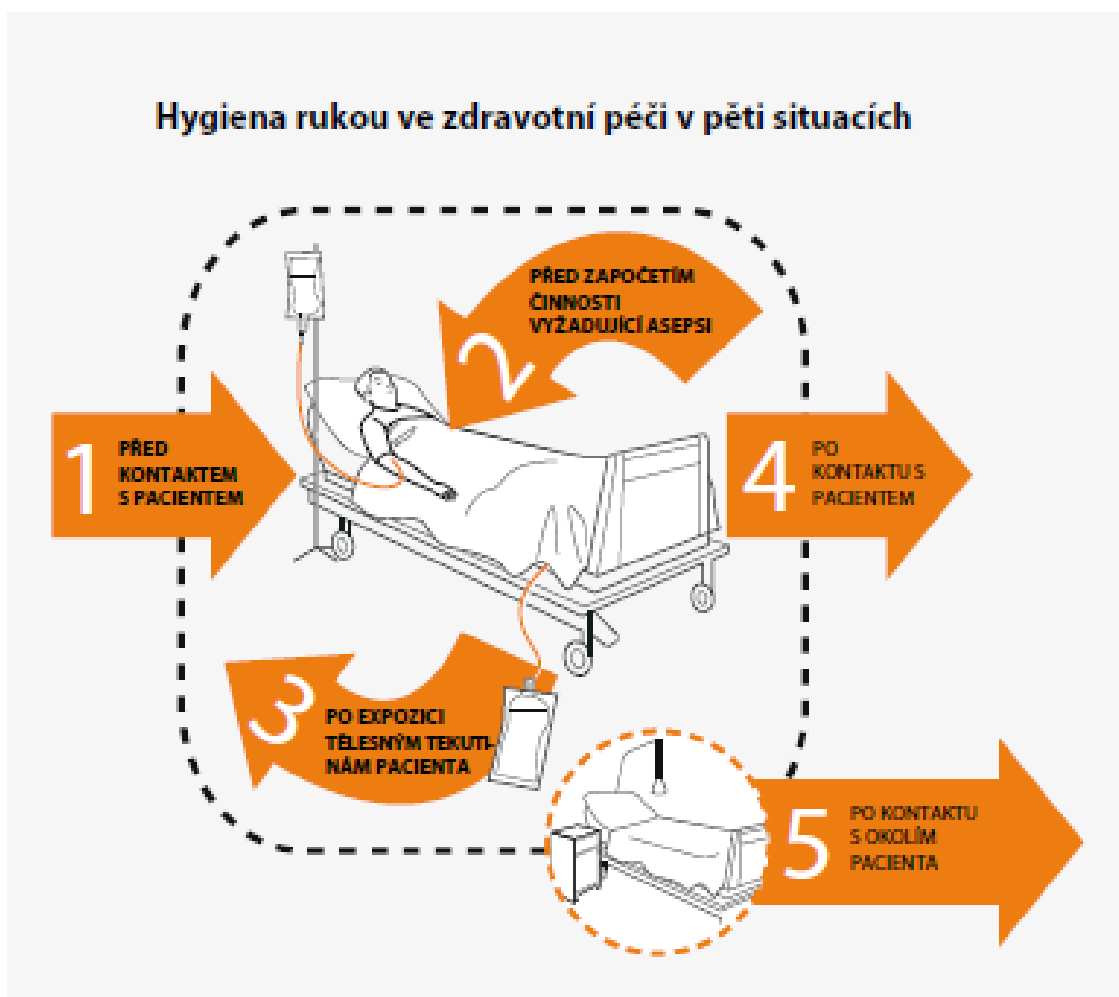 Hygiena rukou ve zdravotní péči v pěti situacích
1
PŘED
KONTAKTEM
S PACIENTEM
2
PŘED ZAPOČETÍM
ČINNOSTI
VYŽADUJÍCÍ ASEPSI
3
PO EXPOZICI
TĚLESNÝM TEKUTI-
NÁM PACIENTA
4
PO
KONTAKTU S
PACIENTEM
5
PO KONTAKTU
S OKOLÍM
PACIENTA